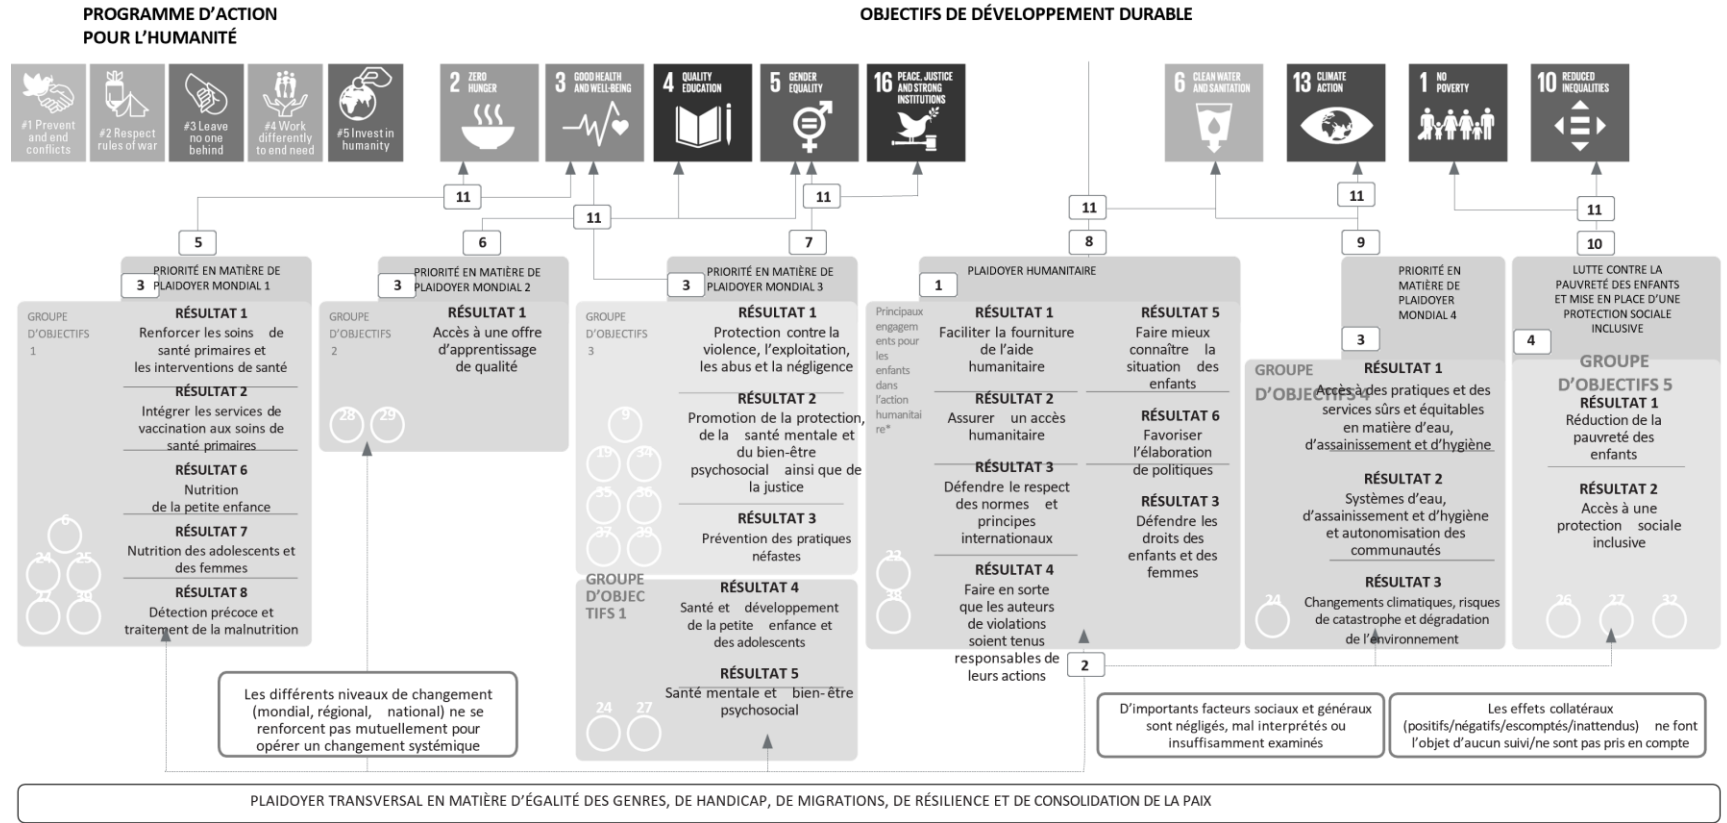 PROGRAMME D'ACTION
POUR L'HUMANITÉ
OBJECTIFS DE DÉVELOPPEMENT DURABLE
#1 Prevent
and end
conflicts
#2 Respect
rules of war
#3 Leave
no one
behind
#4 Work
differently
to end need
#5 Invest in
humanity
2 ZERO
HUNGER
3 GOOD HEALTH
AND WELL-BEING
4 QUALITY
EDUCATION
5 GENDER
EQUALITY
16 PEACE, JUSTICE
AND STRONG
INSTITUTIONS
6 CLEAN WATER
AND SANITATION
13 CLIMATE
ACTION
1 NO
POVERTY
10 REDUCED
INEQUALITIES
11
11
11
11
11
11
11
5
6
7
8
9
10
3
PRIORITÉ EN MATIÈRE DE
PLAIDOYER MONDIAL 1
GROUPE
D'OBJECTIFS
1
RÉSULTAT 1
Renforcer les soins de
santé primaires et
les interventions de santé
RÉSULTAT 2
Intégrer les services de
vaccination aux soins de
santé primaires
RÉSULTAT 6
Nutrition
de la petite enfance
RÉSULTAT 7
Nutrition des adolescents et
des femmes
RÉSULTAT 8
Détection précoce et
traitement de la malnutrition
6
24 25
27 39
3
PRIORITÉ EN MATIÈRE DE
PLAIDOYER MONDIAL 2
GROUPE
D'OBJECTIFS
2
RÉSULTAT 1
Accès à une offre
d'apprentissage
de qualité
28 29
3
PRIORITÉ EN MATIÈRE DE
PLAIDOYER MONDIAL 3
GROUPE
D'OBJECTIFS
3
RÉSULTAT 1
Protection contre la
violence, l'exploitation,
les abus et la négligence
RÉSULTAT 2
Promotion de la protection,
de la santé mentale et
du bien-être
psychosocial ainsi que de
la justice
RÉSULTAT 3
Prévention des pratiques
néfastes
9
19 34
35 36
37 39
GROUPE
D'OBJEC
TIFS 1
RÉSULTAT 4
Santé et développement
de la petite enfance et
des adolescents
RÉSULTAT 5
Santé mentale et bien-être
psychosocial
24 27
1
PLAIDOYER HUMANITAIRE
Principaux
engagem
ents pour
les
enfants
dans
l'action
humanitai
re*
RÉSULTAT 1
Faciliter la fourniture
de l'aide
humanitaire
RÉSULTAT 2
Assurer un accès
humanitaire
RÉSULTAT 3
Défendre le respect
des normes et
principes
internationaux
RÉSULTAT 4
Faire en sorte
que les auteurs
de violations
soient tenus
responsables de
leurs actions
RÉSULTAT 5
Faire mieux
connaître la
situation des
enfants
RÉSULTAT 6
Favoriser
l'élaboration
de politiques
RÉSULTAT 3
Défendre les
droits des
enfants et des
femmes
22
38
2
PRIORITÉ EN
MATIÈRE DE
PLAIDOYER
MONDIAL 4
3
GROUPE
D'OBJECTIFS 4
RÉSULTAT 1
Accès à des pratiques et des
services sûrs et équitables
en matière d'eau,
d'assainissement et d'hygiène
RÉSULTAT 2
Systèmes d'eau,
d'assainissement et d'hygiène
et autonomisation des
communautés
RÉSULTAT 3
Changements climatiques, risques
de catastrophe et dégradation
de l'environnement
24
LUTTE CONTRE LA
PAUVRETÉ DES ENFANTS
ET MISE EN PLACE D'UNE
PROTECTION SOCIALE
INCLUSIVE
4
GROUPE
D'OBJECTIFS 5
RÉSULTAT 1
Réduction de la
pauvreté des
enfants
RÉSULTAT 2
Accès à une
protection sociale
inclusive
26 27 32
Les différents niveaux de changement
(mondial, régional, national) ne se
renforcent pas mutuellement pour
opérer un changement systémique
D'importants facteurs sociaux et généraux
sont négligés, mal interprétés ou
insuffisamment examinés
Les effets collatéraux
(positifs/négatifs/escomptés/inattendus) ne font
l'objet d'aucun suivi/ne sont pas pris en compte
PLAIDOYER TRANSVERSAL EN MATIÈRE D'ÉGALITÉ DES GENRES, DE HANDICAP, DE MIGRATIONS, DE RÉSILIENCE ET DE CONSOLIDATION DE LA PAIX